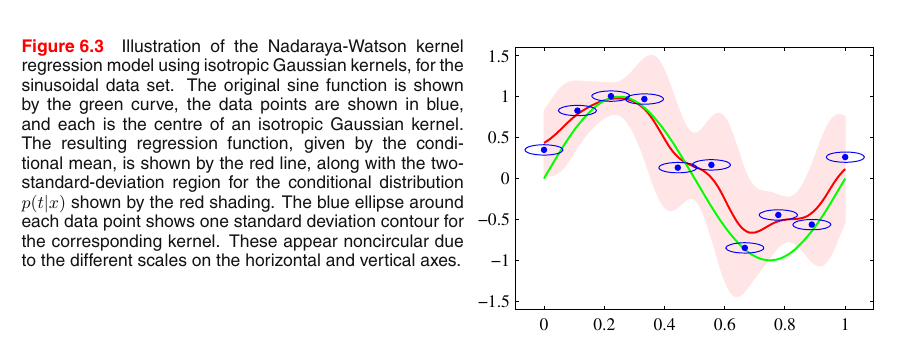 Figure 6.3 Illustration of the Nadaraya-Watson kernel
regression model using isotropic Gaussian kernels, for the
sinusoidal data set. The original sine function is shown
by the green curve, the data points are shown in blue,
and each is the centre of an isotropic Gaussian kernel.
The resulting regression function, given by the condi-
tional mean, is shown by the red line, along with the two-
standard-deviation region for the conditional distribution
p(t|x) shown by the red shading. The blue ellipse around
each data point shows one standard deviation contour for
the corresponding kernel. These appear noncircular due
to the different scales on the horizontal and vertical axes.
1.5
1
0.5
0
−0.5
−1
−1.5
0 0.2 0.4 0.6 0.8 1